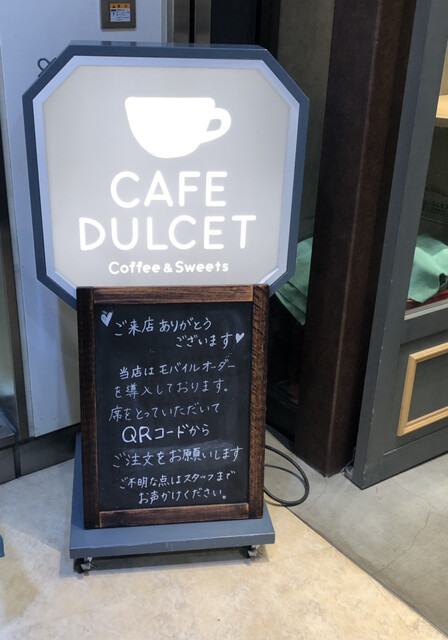 CAFE
DULCET
Coffee & Sweets
ご来店ありがとう
ございます
当店はモバイルオーダー
を導入しております。
席をとっていただいて
QRコードから
ご注文をお願いします
ご不明な点はスタッフまで
お声がけください。